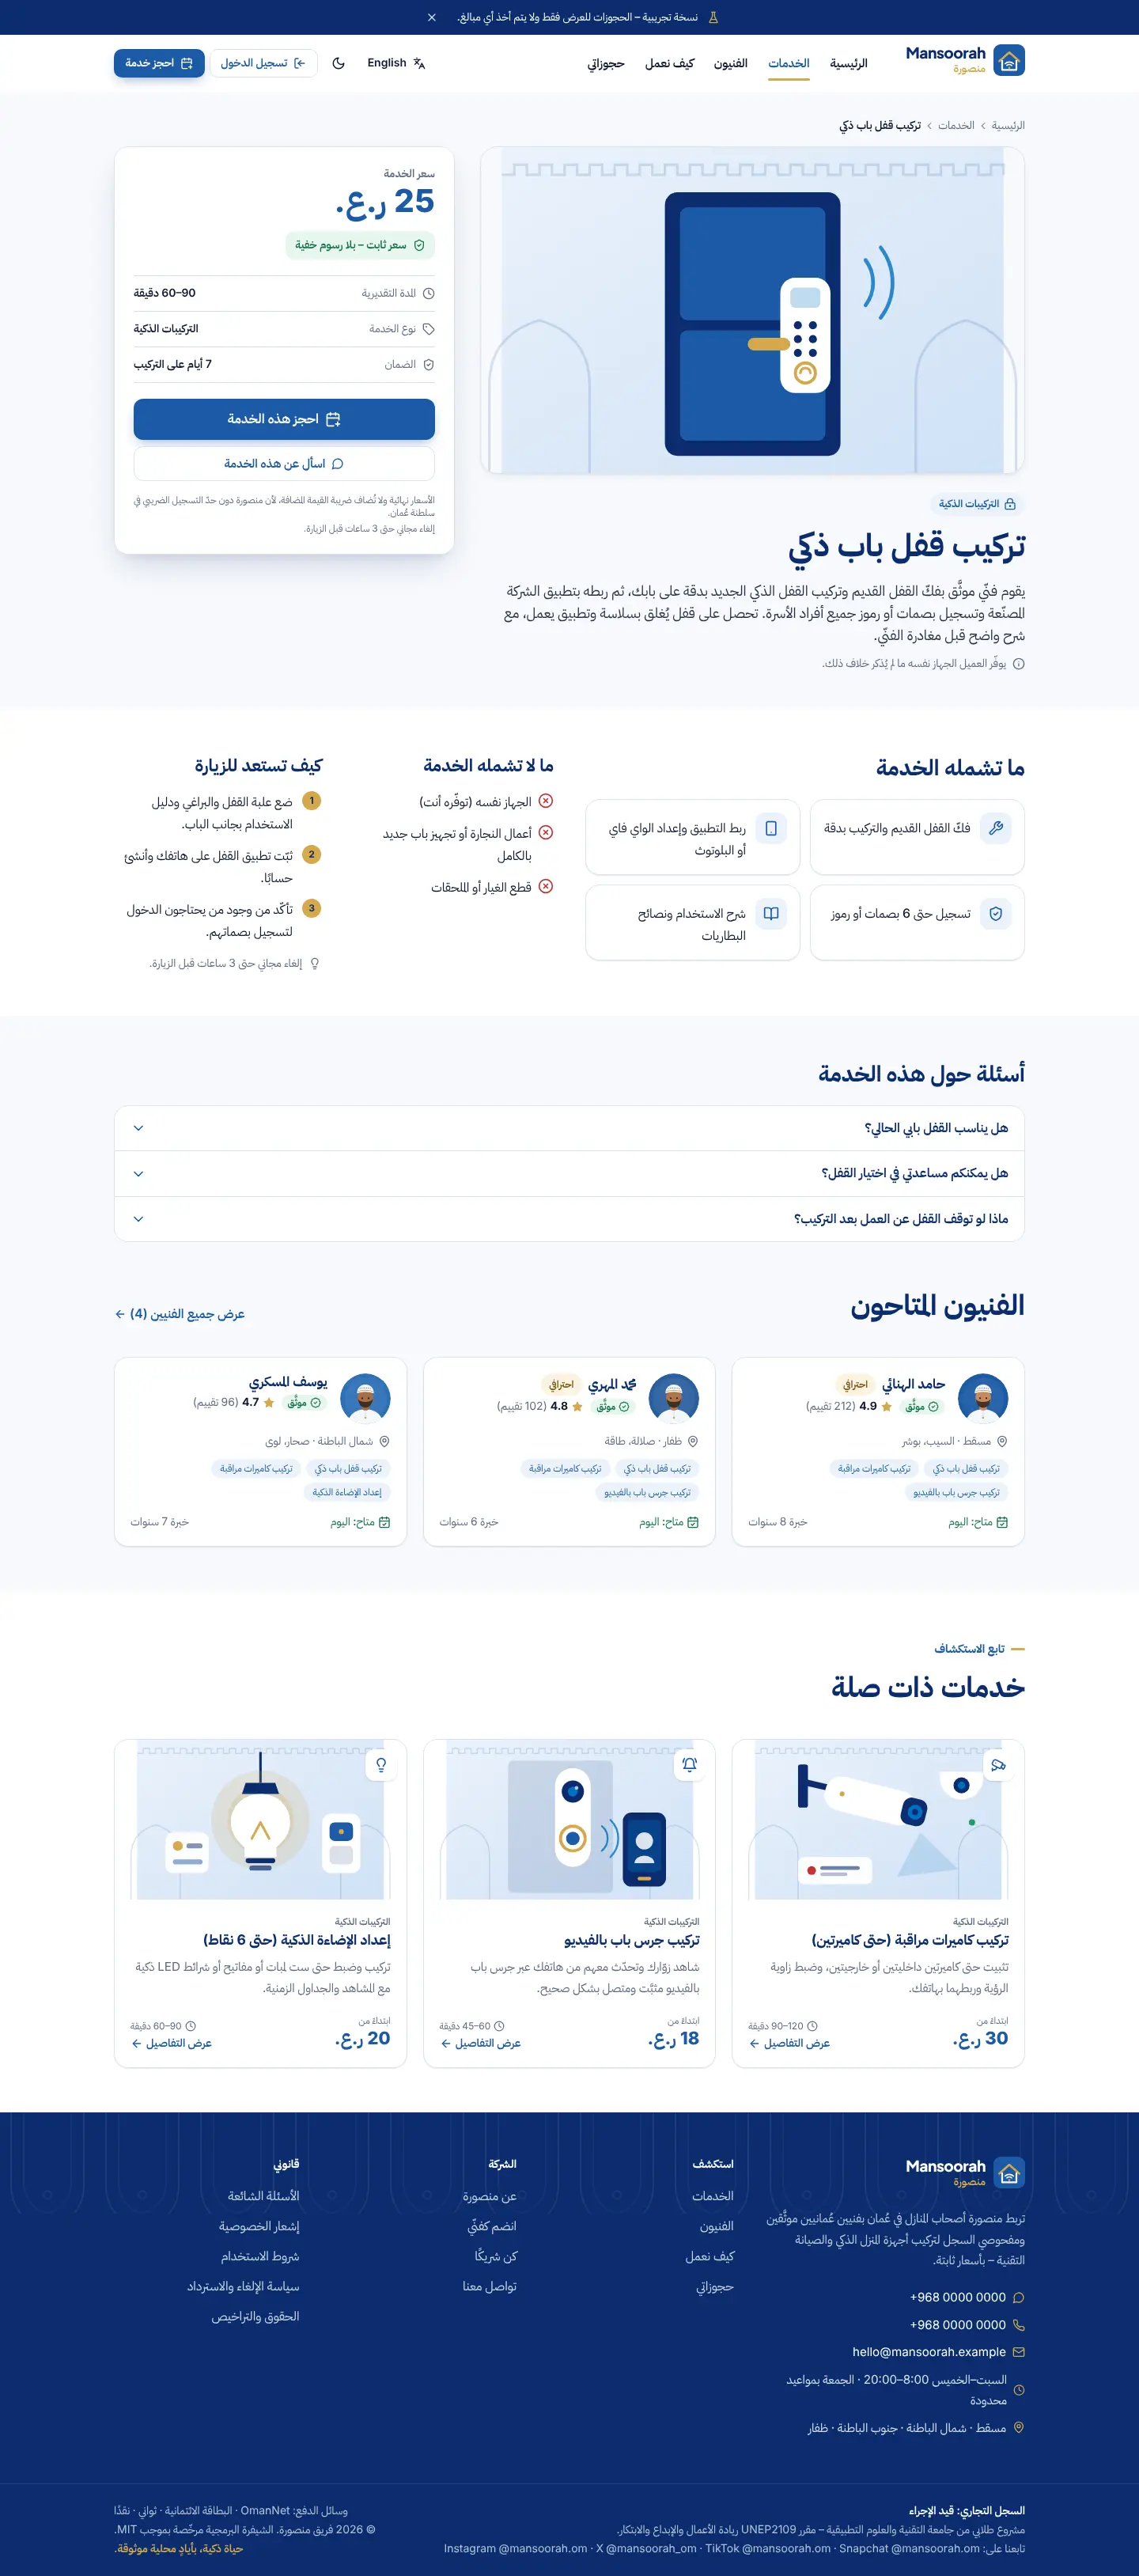 نسخة تجريبية – الحجوزات للعرض فقط ولا يتم أخذ أي مبالغ.
Mansoorah
منصورة
الرئيسية
الخدمات
الفنيون
كيف نعمل
حجوزاتي
English
تسجيل الدخول
احجز خدمة
الرئيسية
الخدمات
تركيب قفل باب ذكي
التركيبات الذكية
تركيب قفل باب ذكي
يقوم فنّي موثَّق بفكّ القفل القديم وتركيب القفل الذكي الجديد بدقة على بابك، ثم ربطه بتطبيق الشركة
المصنّعة وتسجيل بصمات أو رموز جميع أفراد الأسرة. تحصل على قفل يُغلق بسلاسة وتطبيق يعمل، مع
شرح واضح قبل مغادرة الفنّي.
يوفّر العميل الجهاز نفسه ما لم يُذكر خلاف ذلك.
سعر الخدمة
25 ر.ع.
سعر ثابت – بلا رسوم خفية
المدة التقديرية
60–90 دقيقة
نوع الخدمة
التركيبات الذكية
الضمان
7 أيام على التركيب
احجز هذه الخدمة
اسأل عن هذه الخدمة
الأسعار نهائية ولا تُضاف ضريبة القيمة المضافة، لأن منصورة دون حدّ التسجيل الضريبي في
سلطنة عُمان.
إلغاء مجاني حتى 3 ساعات قبل الزيارة.
ما تشمله الخدمة
فكّ القفل القديم والتركيب بدقة
ربط التطبيق وإعداد الواي فاي
أو البلوتوث
تسجيل حتى 6 بصمات أو رموز
شرح الاستخدام ونصائح
البطاريات
ما لا تشمله الخدمة
الجهاز نفسه (توفّره أنت)
أعمال النجارة أو تجهيز باب جديد
بالكامل
قطع الغيار أو الملحقات
كيف تستعد للزيارة
1
ضع علبة القفل والبراغي ودليل
الاستخدام بجانب الباب.
2
ثبّت تطبيق القفل على هاتفك وأنشئ
حسابًا.
3
تأكّد من وجود من يحتاجون الدخول
لتسجيل بصماتهم.
إلغاء مجاني حتى 3 ساعات قبل الزيارة.
أسئلة حول هذه الخدمة
هل يناسب القفل بابي الحالي؟
هل يمكنكم مساعدتي في اختيار القفل؟
ماذا لو توقف القفل عن العمل بعد التركيب؟
الفنيون المتاحون
عرض جميع الفنيين (4)
حامد الهنائي
احترافي
موثَّق
4.9 (212 تقييم)
مسقط · السيب، بوشر
تركيب قفل باب ذكي
تركيب كاميرات مراقبة
تركيب جرس باب بالفيديو
متاح: اليوم
خبرة 8 سنوات
محمد المهري
احترافي
موثَّق
4.8 (102 تقييم)
ظفار · صلالة، طاقة
تركيب قفل باب ذكي
تركيب كاميرات مراقبة
تركيب جرس باب بالفيديو
متاح: اليوم
خبرة 6 سنوات
يوسف المسكري
موثَّق
4.7 (96 تقييم)
شمال الباطنة · صحار، لوى
تركيب قفل باب ذكي
تركيب كاميرات مراقبة
إعداد الإضاءة الذكية
متاح: اليوم
خبرة 7 سنوات
تابع الاستكشاف
خدمات ذات صلة
التركيبات الذكية
تركيب كاميرات مراقبة (حتى كاميرتين)
تثبيت حتى كاميرتين داخليتين أو خارجيتين، وضبط زاوية
الرؤية وربطهما بهاتفك.
ابتداءً من
30 ر.ع.
90–120 دقيقة
عرض التفاصيل
التركيبات الذكية
تركيب جرس باب بالفيديو
شاهد زوّارك وتحدّث معهم من هاتفك عبر جرس باب
بالفيديو مثبَّت ومتصل بشكل صحيح.
ابتداءً من
18 ر.ع.
45–60 دقيقة
عرض التفاصيل
التركيبات الذكية
إعداد الإضاءة الذكية (حتى 6 نقاط)
تركيب وضبط حتى ست لمبات أو مفاتيح أو شرائط LED ذكية
مع المشاهد والجداول الزمنية.
ابتداءً من
20 ر.ع.
60–90 دقيقة
عرض التفاصيل
Mansoorah
منصورة
تربط منصورة أصحاب المنازل في عُمان بفنيين عُمانيين موثَّقين
ومفحوصي السجل لتركيب أجهزة المنزل الذكي والصيانة
التقنية – بأسعار ثابتة.
+968 0000 0000
+968 0000 0000
hello@mansoorah.example
السبت–الخميس 8:00–20:00 · الجمعة بمواعيد
محدودة
مسقط · شمال الباطنة · جنوب الباطنة · ظفار
استكشف
الخدمات
الفنيون
كيف نعمل
حجوزاتي
الشركة
عن منصورة
انضم كفنّي
كن شريكًا
تواصل معنا
قانوني
الأسئلة الشائعة
إشعار الخصوصية
شروط الاستخدام
سياسة الإلغاء والاسترداد
الحقوق والتراخيص
السجل التجاري: قيد الإجراء
مشروع طلابي من جامعة التقنية والعلوم التطبيقية – مقرر UNEP2109 ريادة الأعمال والإبداع والابتكار.
تابعنا على: Instagram @mansoorah.om · X @mansoorah_om · TikTok @mansoorah.om · Snapchat @mansoorah.om
وسائل الدفع: OmanNet · البطاقة الائتمانية · ثواني · نقدًا
© 2026 فريق منصورة. الشيفرة البرمجية مرخّصة بموجب MIT.
حياة ذكية، بأيادٍ محلية موثوقة.